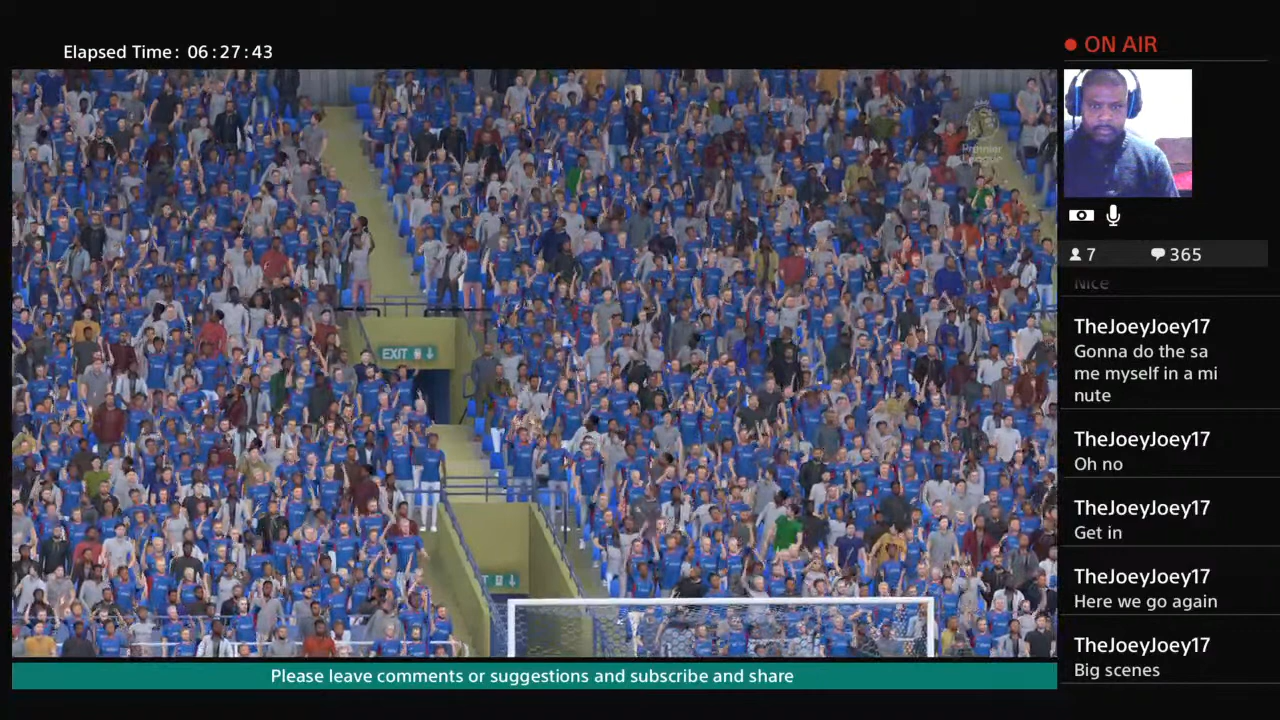 Elapsed Time: 06:27:43
ON AIR
Premier
League
7
365
Nice
TheJoeyJoey17
Gonna do the sa
me myself in a mi
nute
EXIT
TheJoeyJoey17
Oh no
TheJoeyJoey17
Get in
TheJoeyJoey17
Here we go again
TheJoeyJoey17
Big scenes
Please leave comments or suggestions and subscribe and share